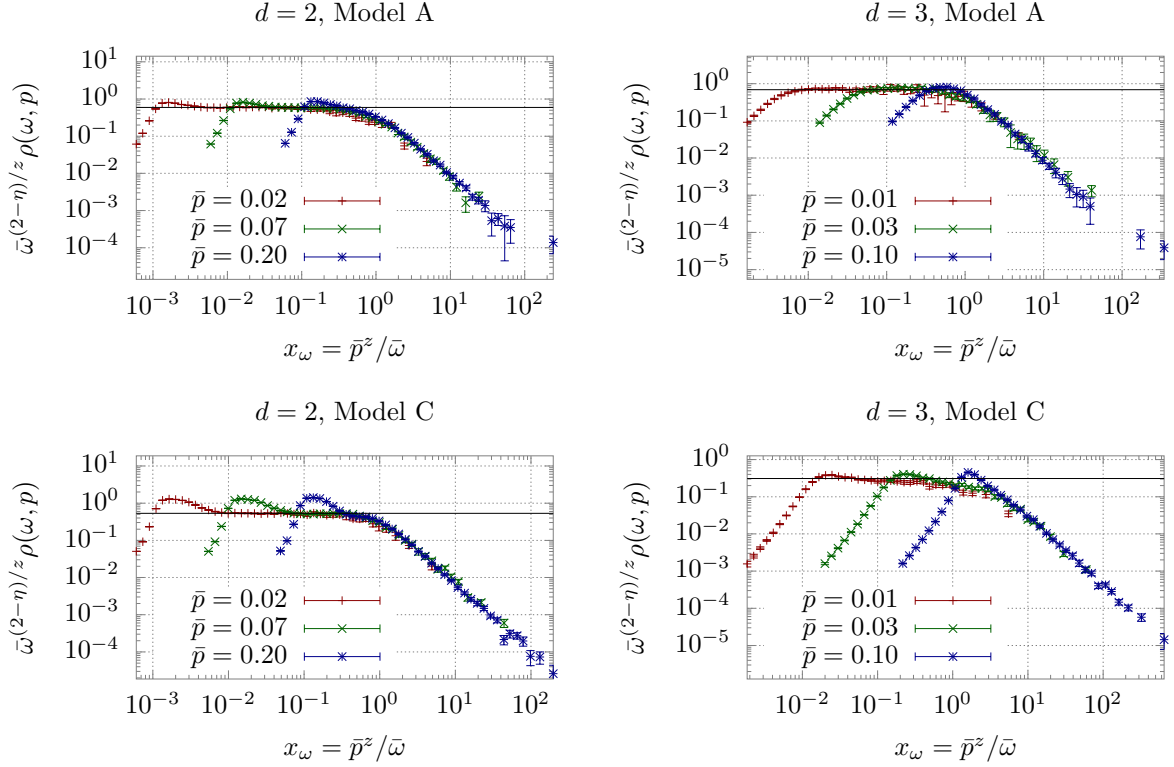 d = 2, Model A
ω̄^{(2−η)/z} ρ(ω, p)
10^1
10^0
10^{−1}
10^{−2}
10^{−3}
10^{−4}
p̄ = 0.02
p̄ = 0.07
p̄ = 0.20
10^{−3} 10^{−2} 10^{−1} 10^0 10^1 10^2
x_ω = p̄^z/ω̄
d = 3, Model A
ω̄^{(2−η)/z} ρ(ω, p)
10^0
10^{−1}
10^{−2}
10^{−3}
10^{−4}
10^{−5}
p̄ = 0.01
p̄ = 0.03
p̄ = 0.10
10^{−2} 10^{−1} 10^0 10^1 10^2
x_ω = p̄^z/ω̄
d = 2, Model C
ω̄^{(2−η)/z} ρ(ω, p)
10^1
10^0
10^{−1}
10^{−2}
10^{−3}
10^{−4}
p̄ = 0.02
p̄ = 0.07
p̄ = 0.20
10^{−3} 10^{−2} 10^{−1} 10^0 10^1 10^2
x_ω = p̄^z/ω̄
d = 3, Model C
ω̄^{(2−η)/z} ρ(ω, p)
10^0
10^{−1}
10^{−2}
10^{−3}
10^{−4}
10^{−5}
p̄ = 0.01
p̄ = 0.03
p̄ = 0.10
10^{−2} 10^{−1} 10^0 10^1 10^2
x_ω = p̄^z/ω̄